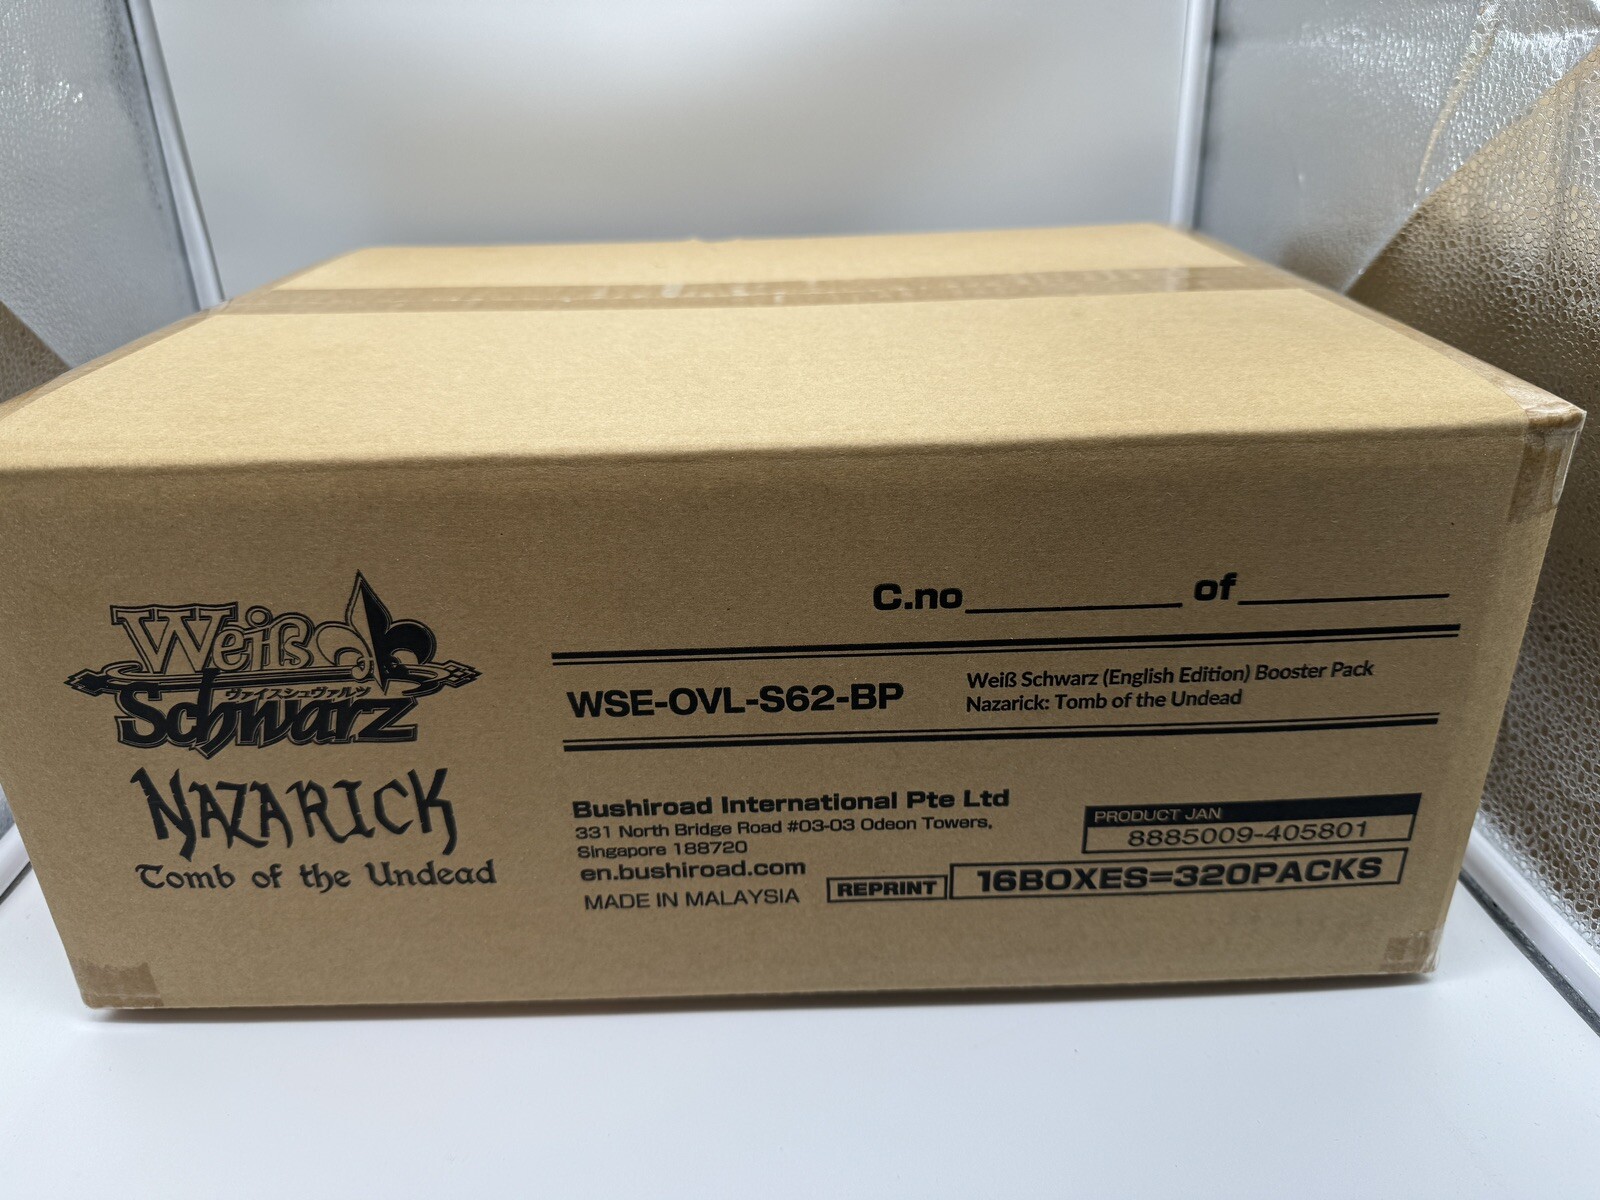 Weiß
ヴァイスシュヴァルツ
Schwarz
NAZARICK
Tomb of the Undead
C.no__________ of__________
WSE-OVL-S62-BP
Weiß Schwarz (English Edition) Booster Pack
Nazarick: Tomb of the Undead
Bushiroad International Pte Ltd
331 North Bridge Road #03-03 Odeon Towers,
Singapore 188720
en.bushiroad.com
MADE IN MALAYSIA
PRODUCT JAN
8885009-405801
REPRINT
16BOXES=320PACKS